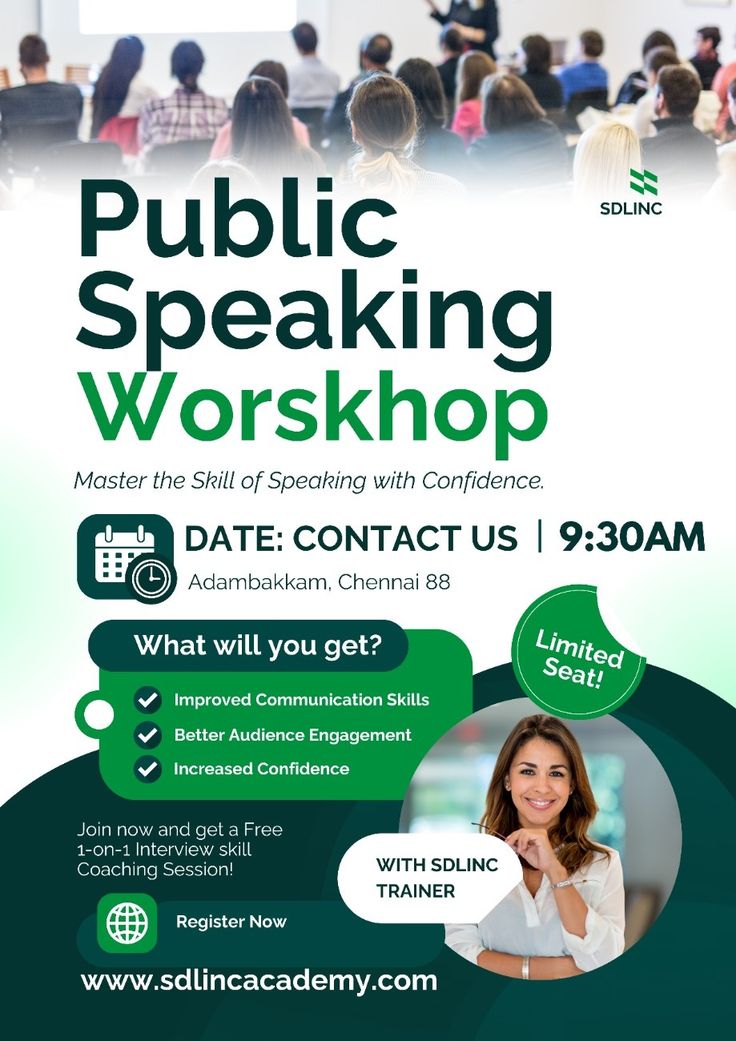 SDLINC
Public
Speaking
Worskhop
Master the Skill of Speaking with Confidence.
DATE: CONTACT US | 9:30AM
Adambakkam, Chennai 88
What will you get?
Limited
Seat!
Improved Communication Skills
Better Audience Engagement
Increased Confidence
Join now and get a Free
1-on-1 Interview skill
Coaching Session!
WITH SDLINC
TRAINER
Register Now
www.sdlincacademy.com